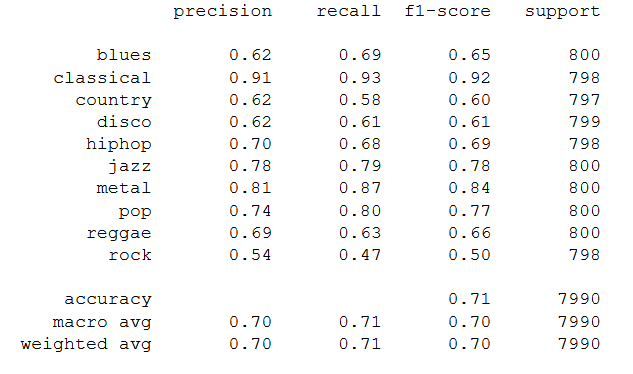 precision recall f1-score support
blues 0.62 0.69 0.65 800
classical 0.91 0.93 0.92 798
country 0.62 0.58 0.60 797
disco 0.62 0.61 0.61 799
hiphop 0.70 0.68 0.69 798
jazz 0.78 0.79 0.78 800
metal 0.81 0.87 0.84 800
pop 0.74 0.80 0.77 800
reggae 0.69 0.63 0.66 800
rock 0.54 0.47 0.50 798
accuracy 0.71 7990
macro avg 0.70 0.71 0.70 7990
weighted avg 0.70 0.71 0.70 7990